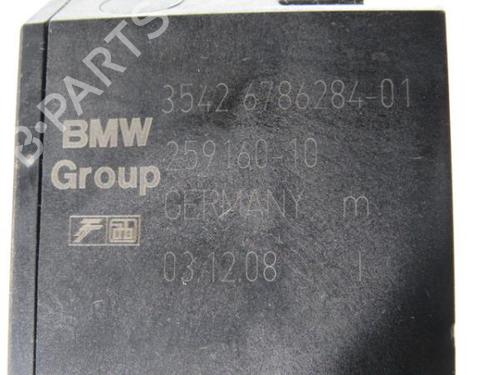 3542 6786284-01
BMW
Group
259160-10
GERMANY m
03.12.08 I
B-PARTS